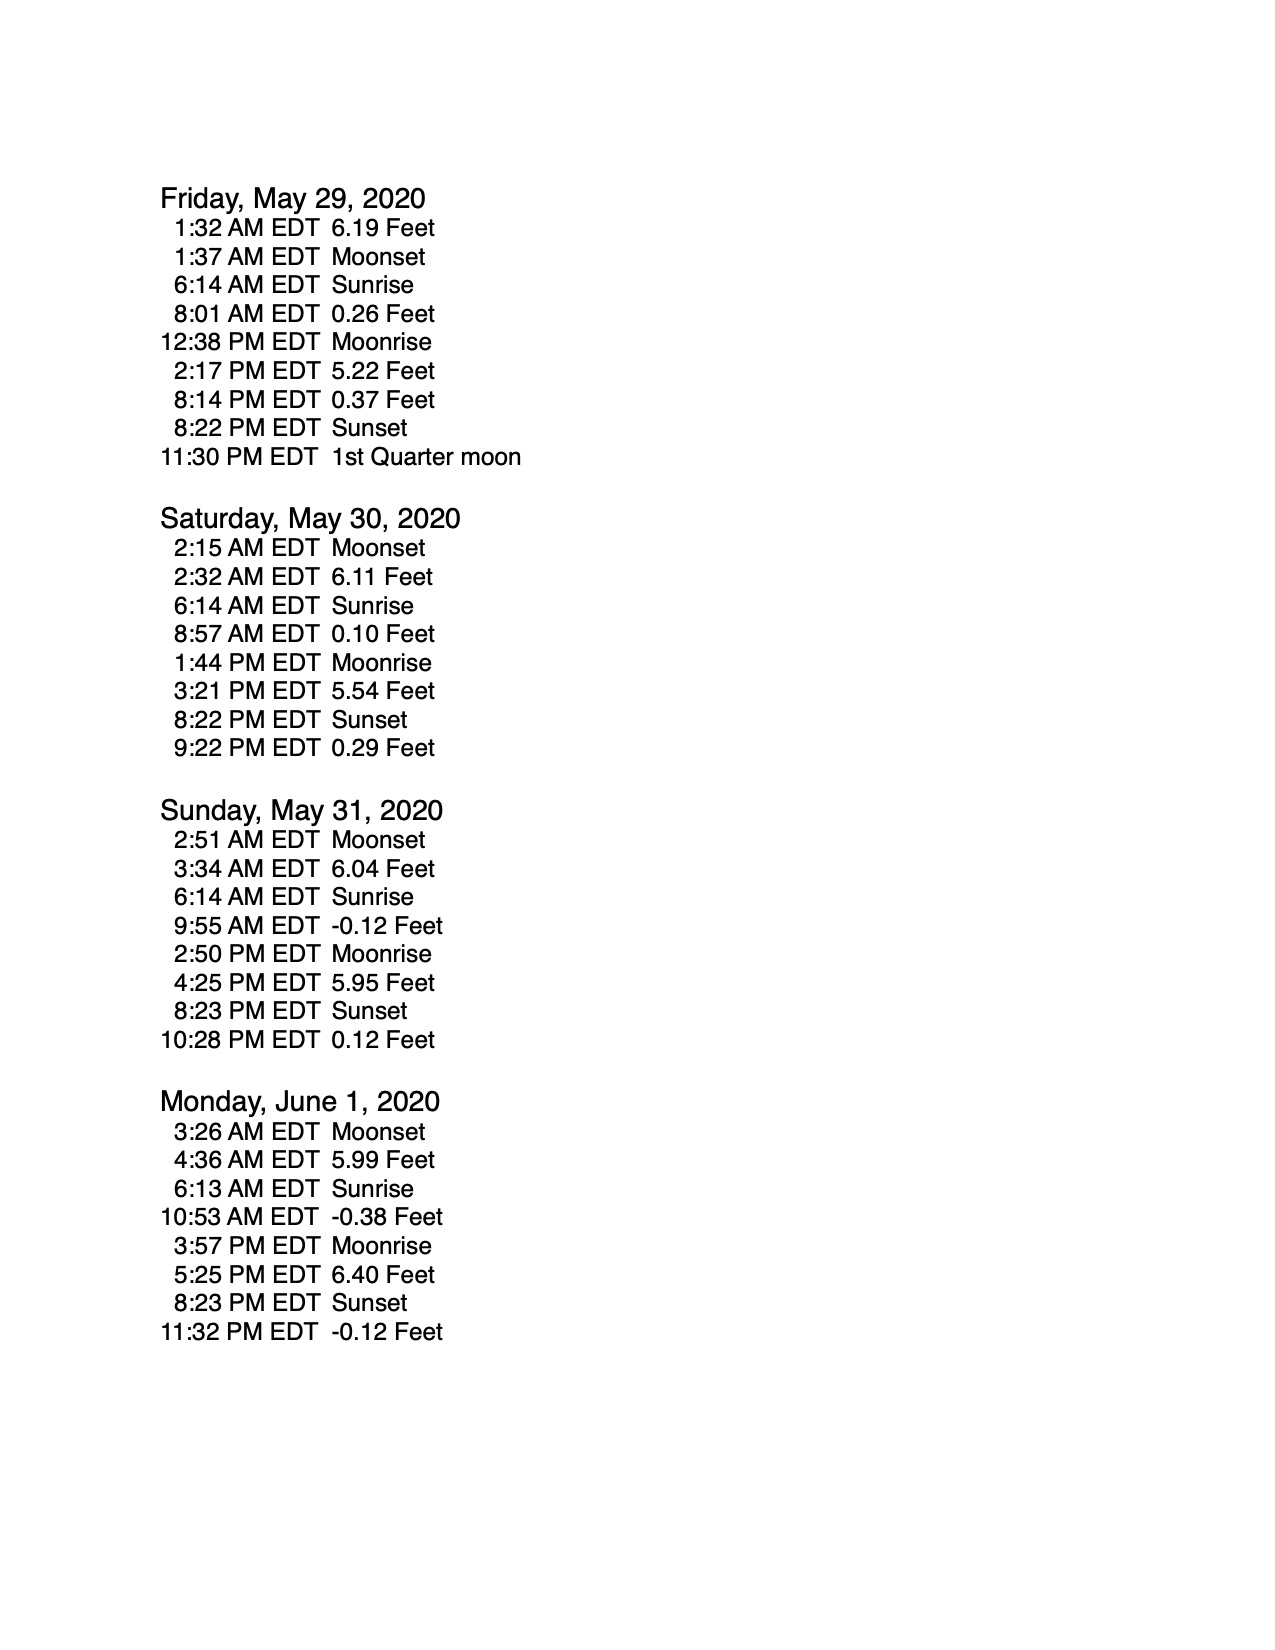 Friday, May 29, 2020
1:32 AM EDT 6.19 Feet
1:37 AM EDT Moonset
6:14 AM EDT Sunrise
8:01 AM EDT 0.26 Feet
12:38 PM EDT Moonrise
2:17 PM EDT 5.22 Feet
8:14 PM EDT 0.37 Feet
8:22 PM EDT Sunset
11:30 PM EDT 1st Quarter moon
Saturday, May 30, 2020
2:15 AM EDT Moonset
2:32 AM EDT 6.11 Feet
6:14 AM EDT Sunrise
8:57 AM EDT 0.10 Feet
1:44 PM EDT Moonrise
3:21 PM EDT 5.54 Feet
8:22 PM EDT Sunset
9:22 PM EDT 0.29 Feet
Sunday, May 31, 2020
2:51 AM EDT Moonset
3:34 AM EDT 6.04 Feet
6:14 AM EDT Sunrise
9:55 AM EDT -0.12 Feet
2:50 PM EDT Moonrise
4:25 PM EDT 5.95 Feet
8:23 PM EDT Sunset
10:28 PM EDT 0.12 Feet
Monday, June 1, 2020
3:26 AM EDT Moonset
4:36 AM EDT 5.99 Feet
6:13 AM EDT Sunrise
10:53 AM EDT -0.38 Feet
3:57 PM EDT Moonrise
5:25 PM EDT 6.40 Feet
8:23 PM EDT Sunset
11:32 PM EDT -0.12 Feet